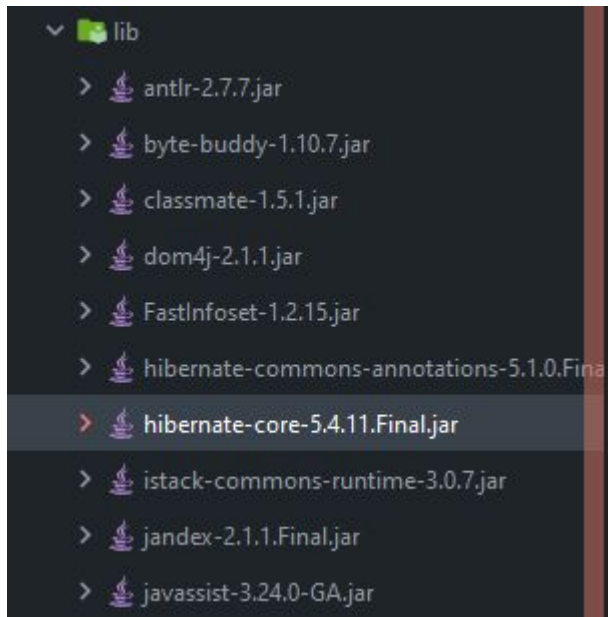 lib
antlr-2.7.7.jar
byte-buddy-1.10.7.jar
classmate-1.5.1.jar
dom4j-2.1.1.jar
FastInfoset-1.2.15.jar
hibernate-commons-annotations-5.1.0.Fina
hibernate-core-5.4.11.Final.jar
istack-commons-runtime-3.0.7.jar
jandex-2.1.1.Final.jar
javassist-3.24.0-GA.jar